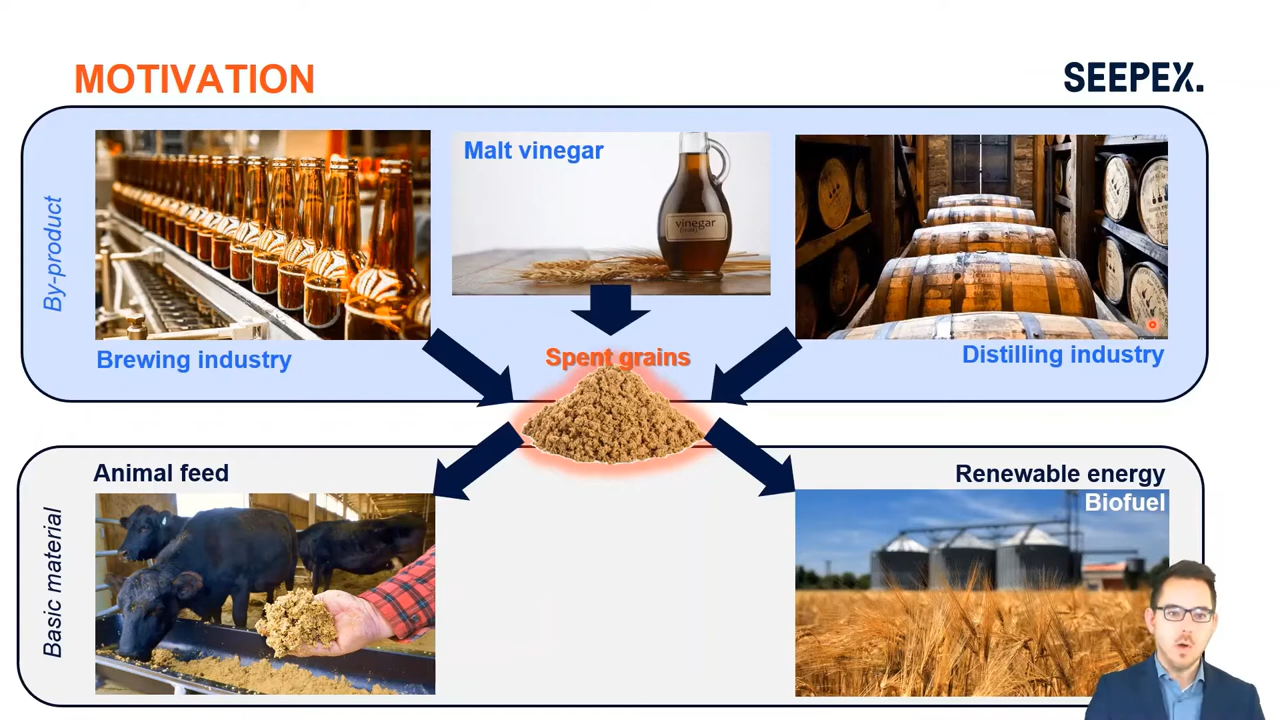 MOTIVATION
SEEPEX.
By-product
Malt vinegar
vinegar
Brewing industry
Spent grains
Distilling industry
Basic material
Animal feed
Renewable energy
Biofuel